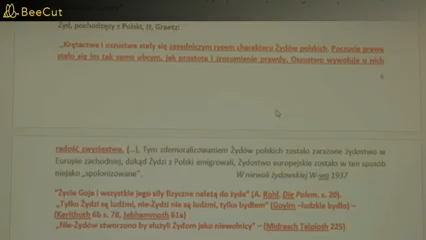 BeeCut
Żyd, pochodzący z Polski, H. Graetz:
„Krętactwa i oszustwa stały się szedniczym rysem charakteru Żydów polskich. Poczucie prawa
stało się im tak samo obcym, jak prostota i zrozumienie prawdy. Oszustwo wywołuje u nich
radość zwycięstwa. (...). Tym zdemoralizowaniem Żydów polskich zostało zarażone żydostwo w
Europie zachodniej, dokąd Żydzi z Polski emigrowali, Żydostwo europejskie zostało w ten sposób
niejako „spolonizowane”. W niewoli żydowskiej W-wa 1937
"Życie Goja i wszystkie jego siły fizyczne należą do żyda" (A. Rohl. Die Polem. s. 20).
„Tylko Żydzi są ludźmi, nie-Żydzi nie są ludźmi, tylko bydłem” (Goyim –ludzkie bydło) –
(Kerithuth 6b s. 78, Jebhammoth 61a)
„Nie-Żydów stworzono by służyli Żydom jako niewolnicy” – (Midrasch Talpioth 225)